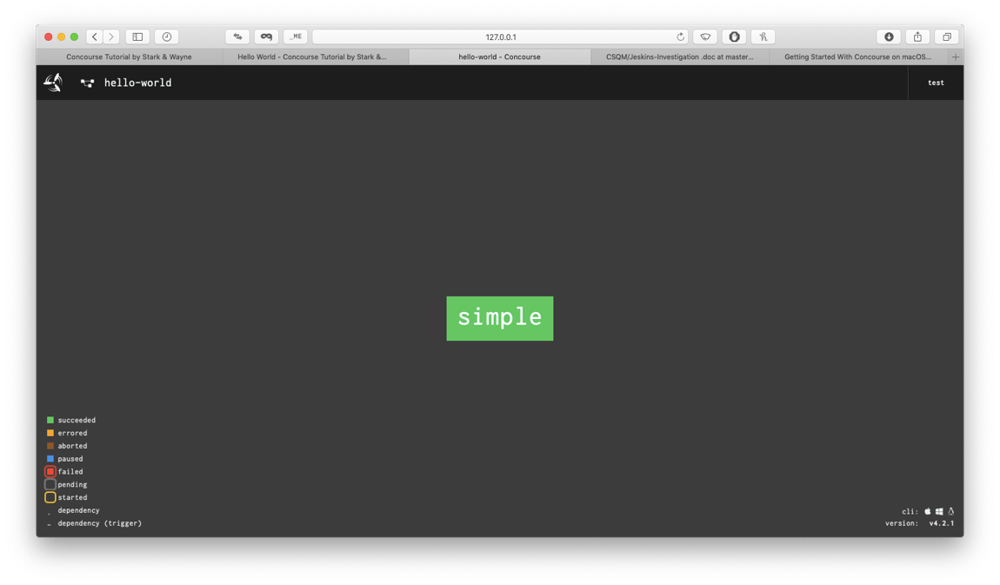 _ME
127.0.0.1
Concourse Tutorial by Stark & Wayne
Hello World - Concourse Tutorial by Stark &...
hello-world - Concourse
CSQM/Jeskins-Investigation .doc at master...
Getting Started With Concourse on macOS...
hello-world
test
simple
succeeded
errored
aborted
paused
failed
pending
started
dependency
dependency (trigger)
cli:
version: v4.2.1